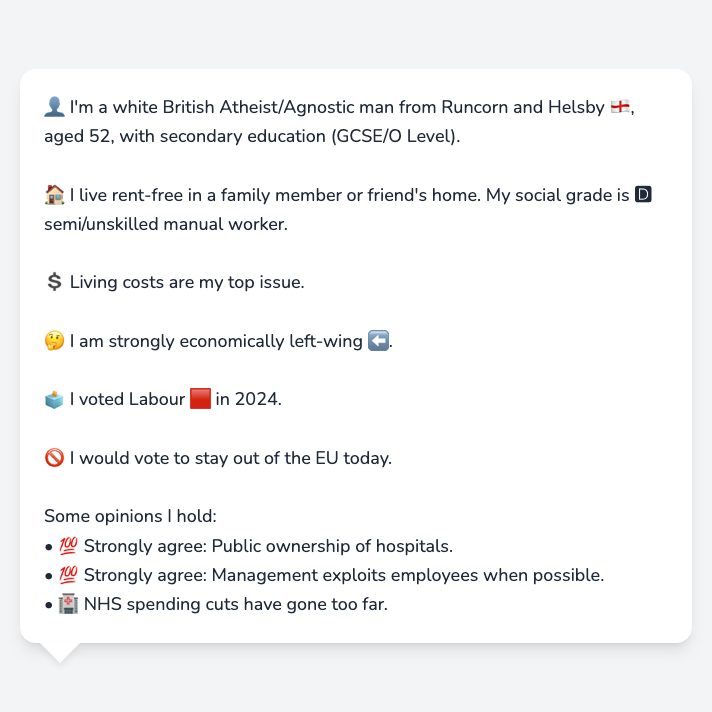 👤 I'm a white British Atheist/Agnostic man from Runcorn and Helsby 🏴󠁧󠁢󠁥󠁮󠁧󠁿,
aged 52, with secondary education (GCSE/O Level).
🏠 I live rent-free in a family member or friend's home. My social grade is 🅳
semi/unskilled manual worker.
💲 Living costs are my top issue.
🤔 I am strongly economically left-wing ⬅️.
🗳️ I voted Labour 🟥 in 2024.
🚫 I would vote to stay out of the EU today.
Some opinions I hold:
• 💯 Strongly agree: Public ownership of hospitals.
• 💯 Strongly agree: Management exploits employees when possible.
• 🏥 NHS spending cuts have gone too far.